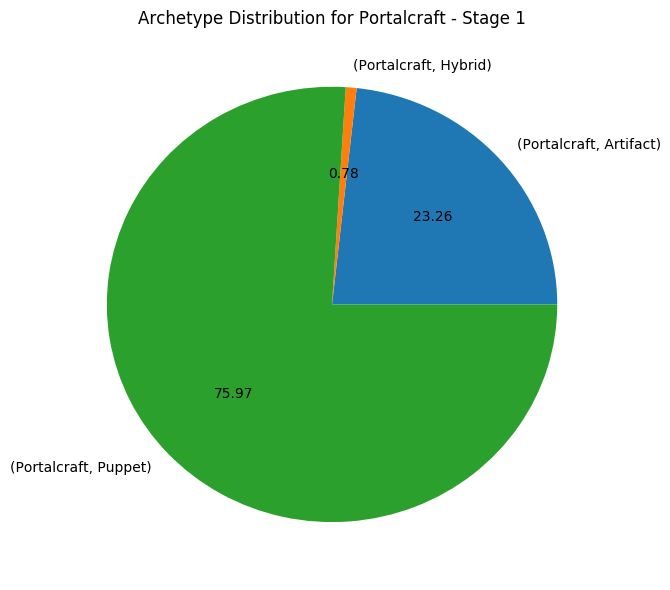 Archetype Distribution for Portalcraft - Stage 1
(Portalcraft, Hybrid)
(Portalcraft, Artifact)
0.78
23.26
75.97
(Portalcraft, Puppet)